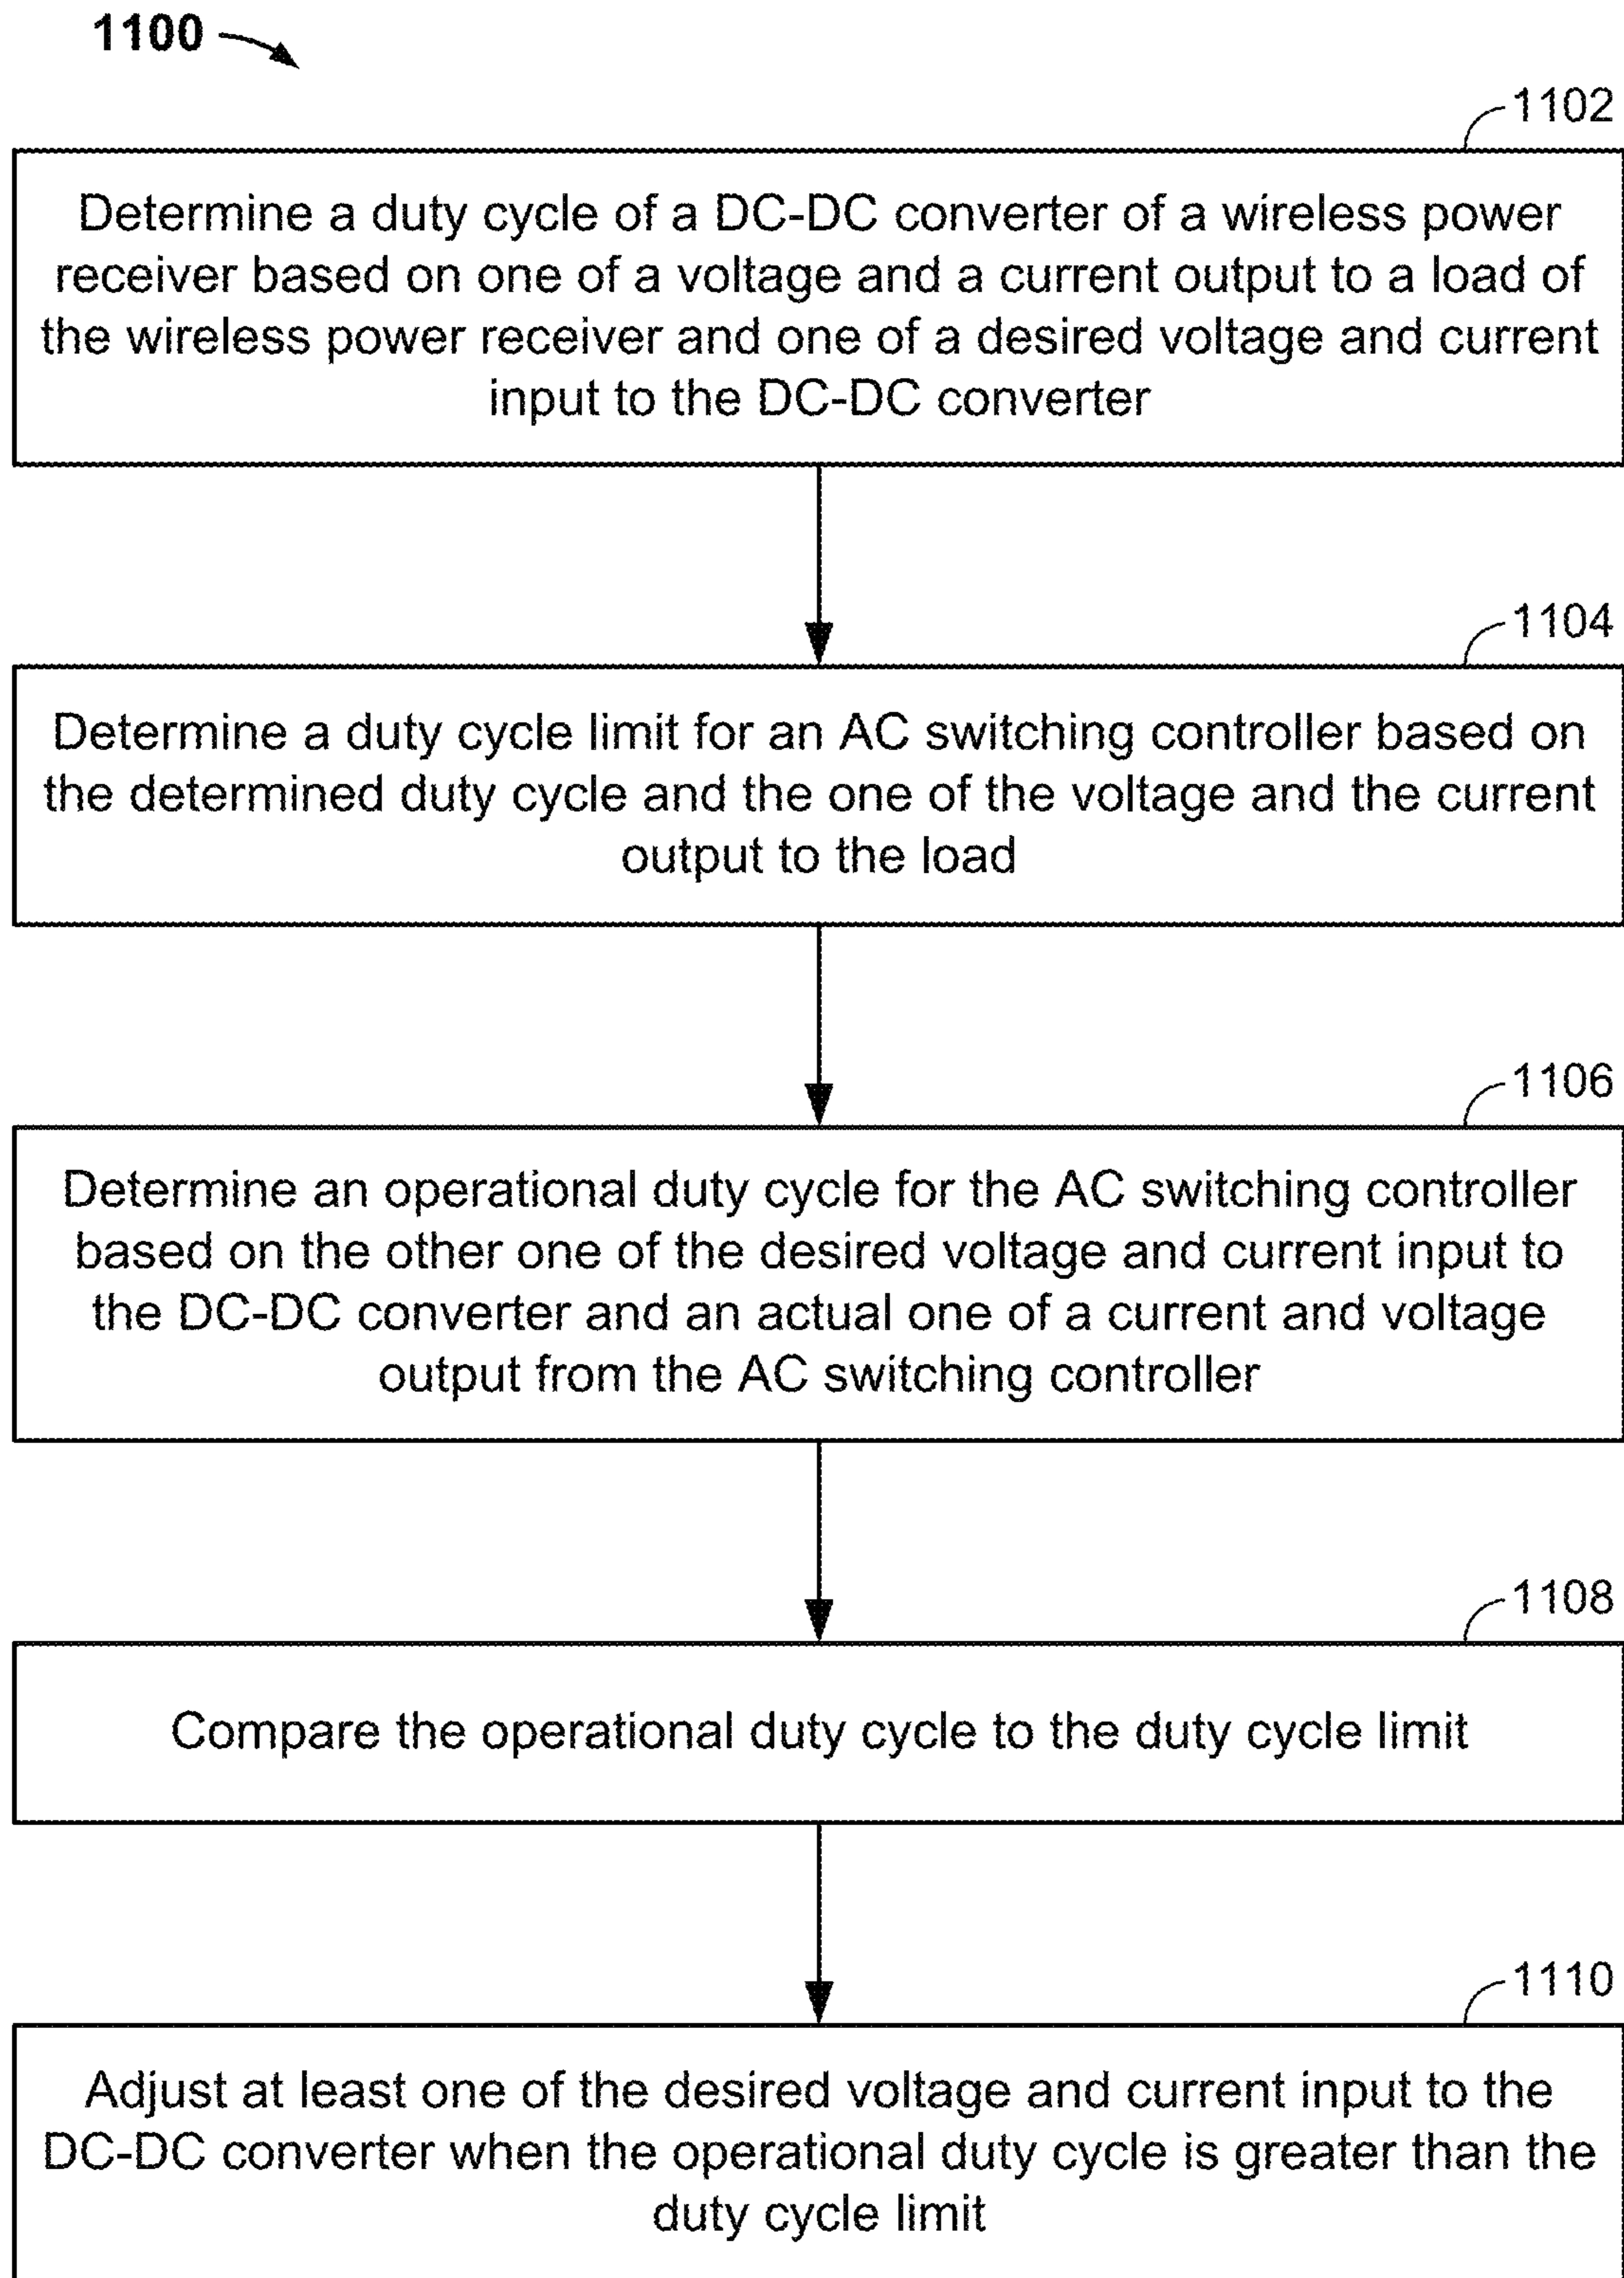 1100
1102
Determine a duty cycle of a DC-DC converter of a wireless power
receiver based on one of a voltage and a current output to a load of
the wireless power receiver and one of a desired voltage and current
input to the DC-DC converter
1104
Determine a duty cycle limit for an AC switching controller based on
the determined duty cycle and the one of the voltage and the current
output to the load
1106
Determine an operational duty cycle for the AC switching controller
based on the other one of the desired voltage and current input to
the DC-DC converter and an actual one of a current and voltage
output from the AC switching controller
1108
Compare the operational duty cycle to the duty cycle limit
1110
Adjust at least one of the desired voltage and current input to the
DC-DC converter when the operational duty cycle is greater than the
duty cycle limit